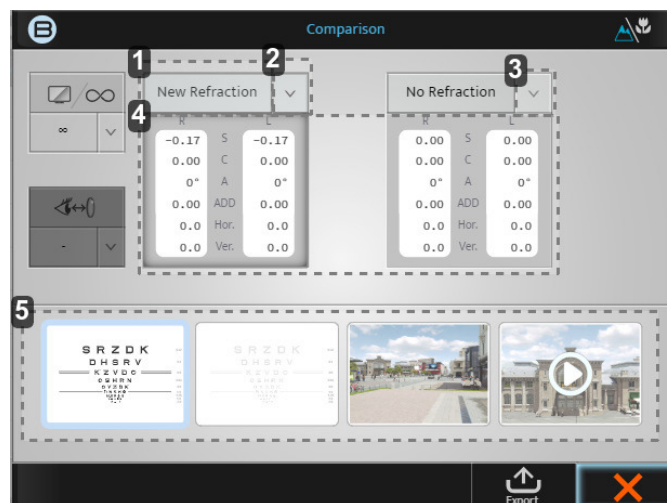 B
Comparison
1
2
3
New Refraction
No Refraction
∞
∞
4
R L
R L
-0.17 S -0.17
0.00 C 0.00
0° A 0°
0.00 ADD 0.00
0.0 Hor. 0.0
0.0 Ver. 0.0
0.00 S 0.00
0.00 C 0.00
0° A 0°
0.00 ADD 0.00
0.0 Hor. 0.0
0.0 Ver. 0.0
-
5
S R Z D K
D H S R V
K Z V D C
S R Z D K
D H S R V
Export